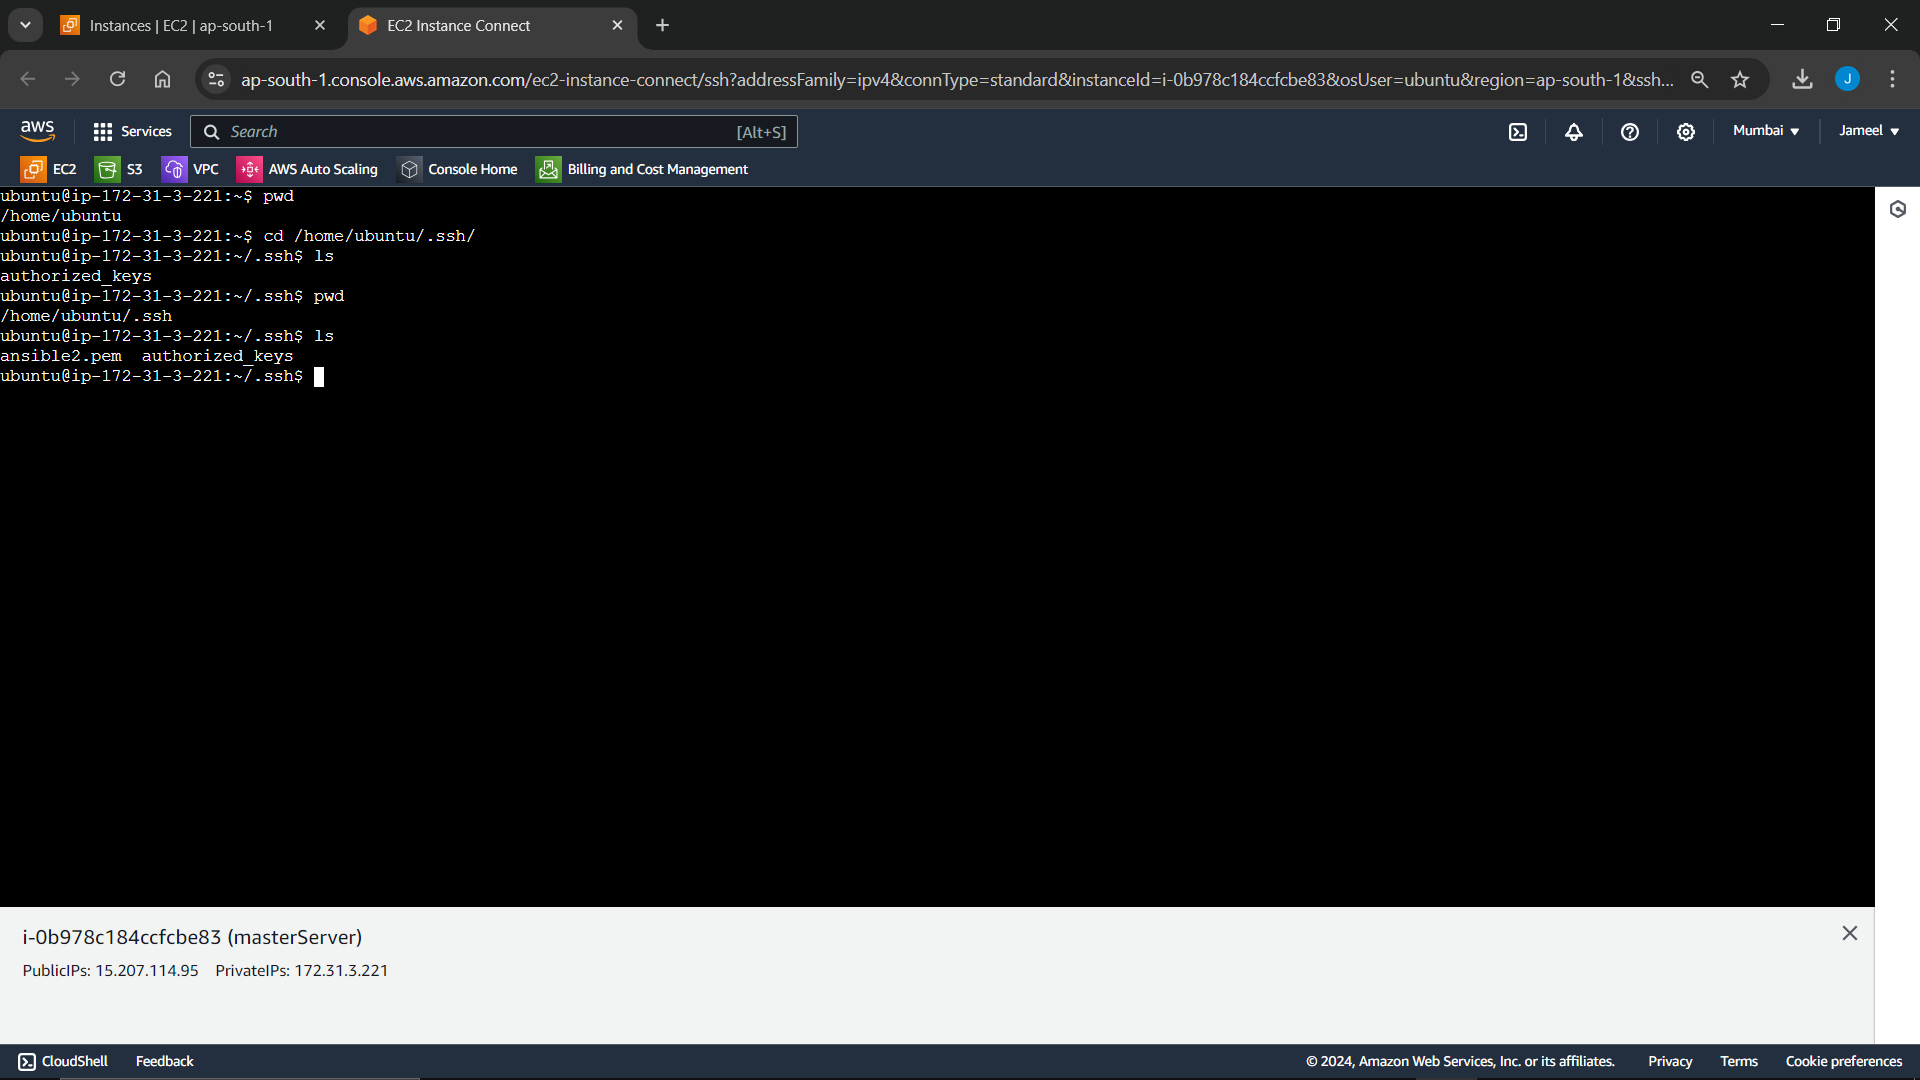 Instances | EC2 | ap-south-1
EC2 Instance Connect
ap-south-1.console.aws.amazon.com/ec2-instance-connect/ssh?addressFamily=ipv4&connType=standard&instanceId=i-0b978c184ccfcbe83&osUser=ubuntu&region=ap-south-1&ssh...
J
aws
Services
Search
[Alt+S]
Mumbai
Jameel
EC2
S3
VPC
AWS Auto Scaling
Console Home
Billing and Cost Management
ubuntu@ip-172-31-3-221:~$ pwd
/home/ubuntu
ubuntu@ip-172-31-3-221:~$ cd /home/ubuntu/.ssh/
ubuntu@ip-172-31-3-221:~/.ssh$ ls
authorized_keys
ubuntu@ip-172-31-3-221:~/.ssh$ pwd
/home/ubuntu/.ssh
ubuntu@ip-172-31-3-221:~/.ssh$ ls
ansible2.pem  authorized_keys
ubuntu@ip-172-31-3-221:~/.ssh$
i-0b978c184ccfcbe83 (masterServer)
PublicIPs: 15.207.114.95 PrivateIPs: 172.31.3.221
CloudShell
Feedback
© 2024, Amazon Web Services, Inc. or its affiliates.
Privacy
Terms
Cookie preferences